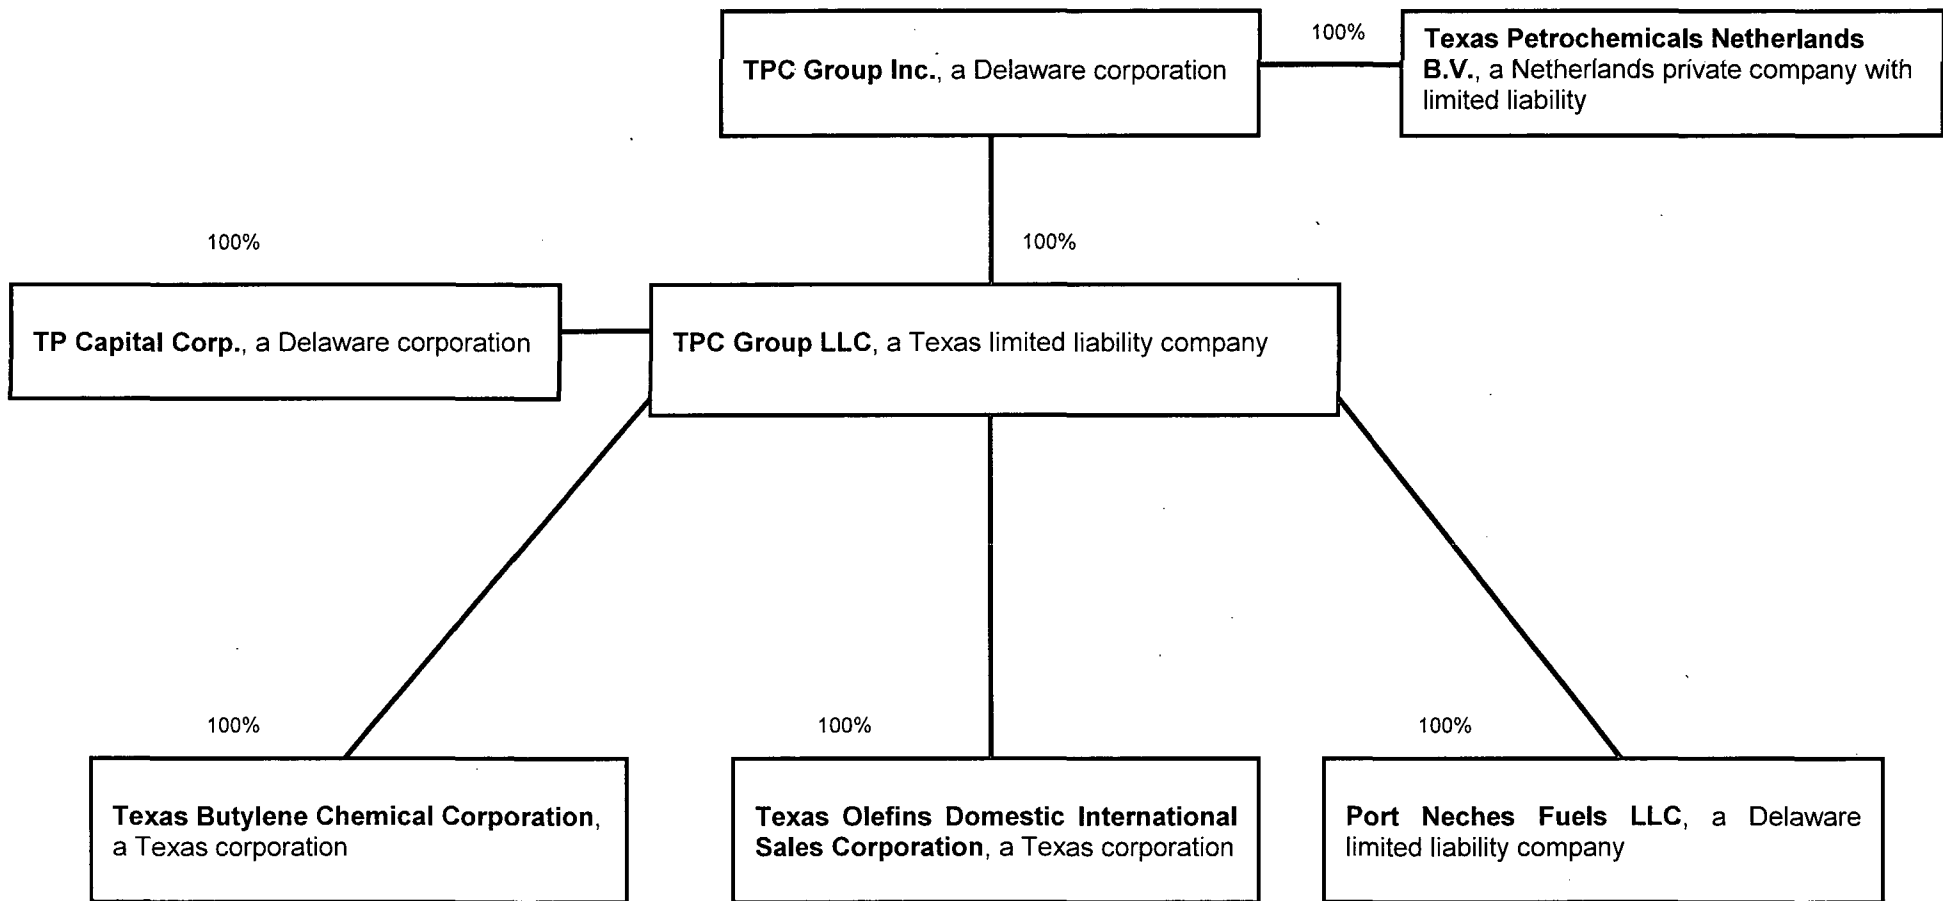 100%
TPC Group Inc., a Delaware corporation
Texas Petrochemicals Netherlands
B.V., a Netherlands private company with
limited liability
100%
100%
TP Capital Corp., a Delaware corporation
TPC Group LLC, a Texas limited liability company
100%
100%
100%
Texas Butylene Chemical Corporation,
a Texas corporation
Texas Olefins Domestic International
Sales Corporation, a Texas corporation
Port Neches Fuels LLC, a Delaware
limited liability company